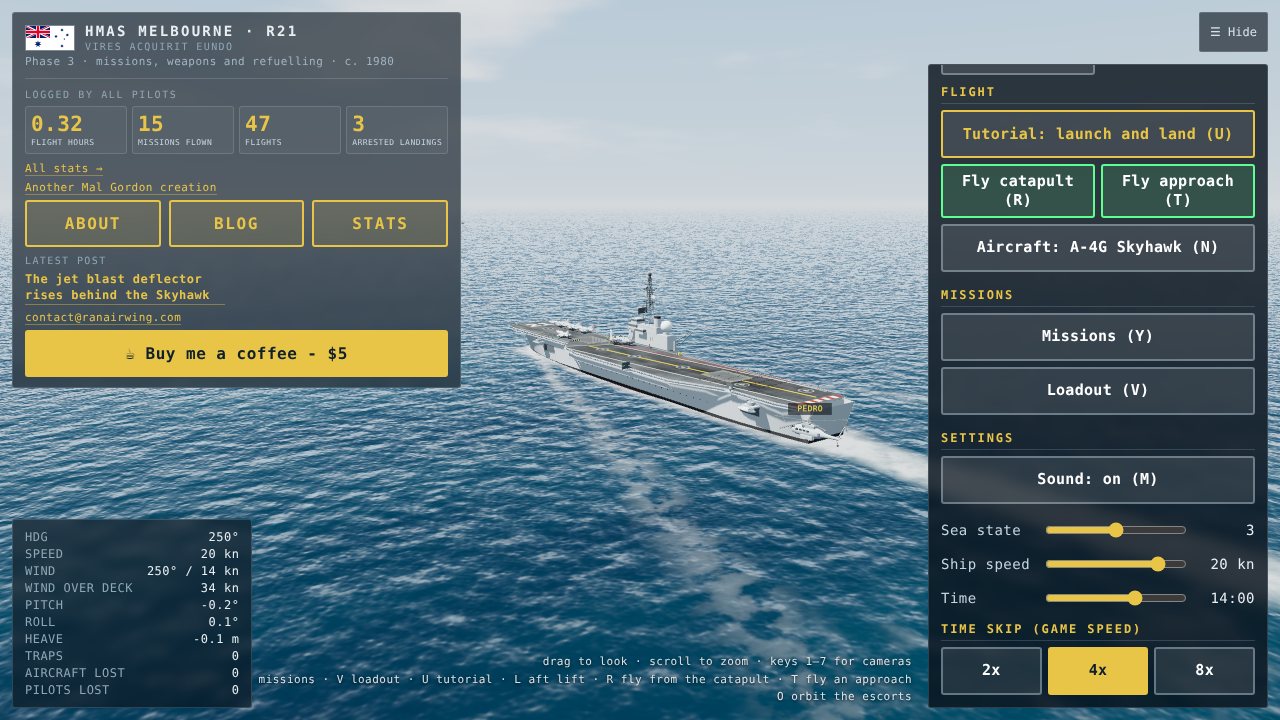 HMAS MELBOURNE · R21
VIRES ACQUIRIT EUNDO
Phase 3 · missions, weapons and refuelling · c. 1980
LOGGED BY ALL PILOTS
0.32
FLIGHT HOURS
15
MISSIONS FLOWN
47
FLIGHTS
3
ARRESTED LANDINGS
All stats →
Another Mal Gordon creation
ABOUT
BLOG
STATS
LATEST POST
The jet blast deflector
rises behind the Skyhawk
contact@ranairwing.com
☕ Buy me a coffee - $5
HDG 250°
SPEED 20 kn
WIND 250° / 14 kn
WIND OVER DECK 34 kn
PITCH -0.2°
ROLL 0.1°
HEAVE -0.1 m
TRAPS 0
AIRCRAFT LOST 0
PILOTS LOST 0
PEDRO
drag to look · scroll to zoom · keys 1–7 for cameras
missions · V loadout · U tutorial · L aft lift · R fly from the catapult · T fly an approach
O orbit the escorts
☰ Hide
FLIGHT
Tutorial: launch and land (U)
Fly catapult
(R)
Fly approach
(T)
Aircraft: A-4G Skyhawk (N)
MISSIONS
Missions (Y)
Loadout (V)
SETTINGS
Sound: on (M)
Sea state 3
Ship speed 20 kn
Time 14:00
TIME SKIP (GAME SPEED)
2x
4x
8x